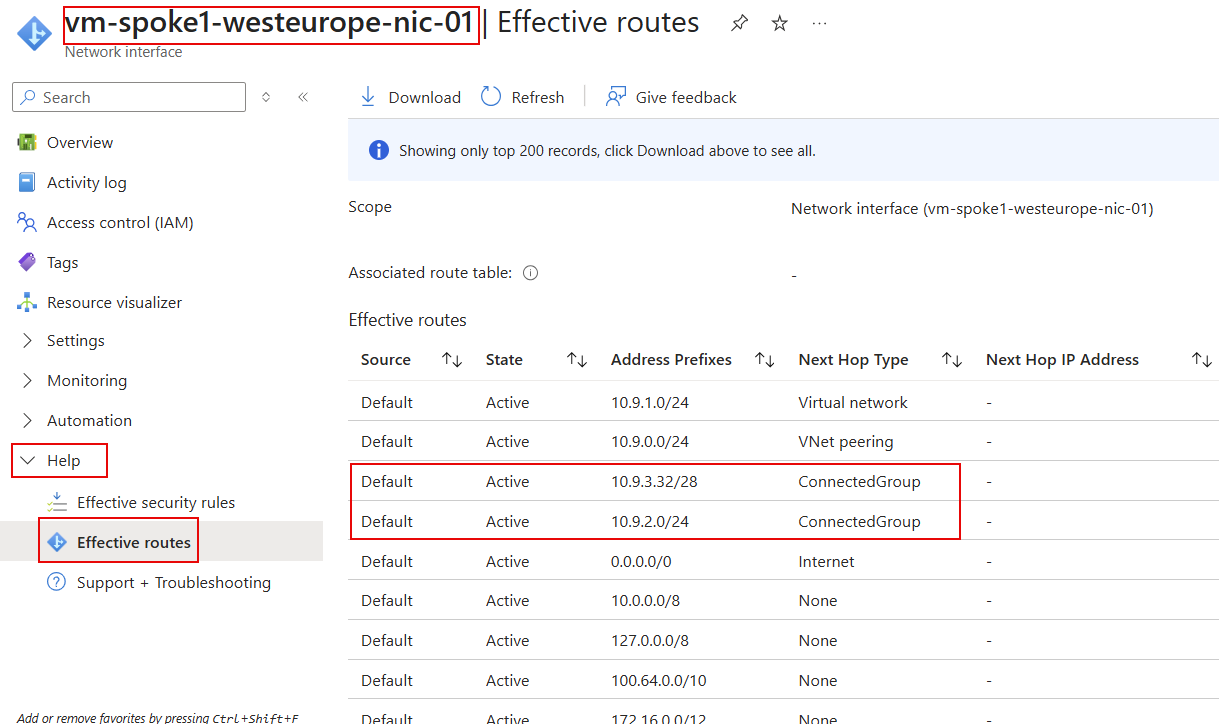 vm-spoke1-westeurope-nic-01 | Effective routes
Network interface
Search
Overview
Activity log
Access control (IAM)
Tags
Resource visualizer
Settings
Monitoring
Automation
Help
Effective security rules
Effective routes
Support + Troubleshooting
Add or remove favorites by pressing Ctrl+Shift+F
Download Refresh Give feedback
Showing only top 200 records, click Download above to see all.
Scope Network interface (vm-spoke1-westeurope-nic-01)
Associated route table: -
Effective routes
Source State Address Prefixes Next Hop Type Next Hop IP Address
Default Active 10.9.1.0/24 Virtual network -
Default Active 10.9.0.0/24 VNet peering -
Default Active 10.9.3.32/28 ConnectedGroup -
Default Active 10.9.2.0/24 ConnectedGroup -
Default Active 0.0.0.0/0 Internet -
Default Active 10.0.0.0/8 None -
Default Active 127.0.0.0/8 None -
Default Active 100.64.0.0/10 None -
Default Active 172.16.0.0/12 None -